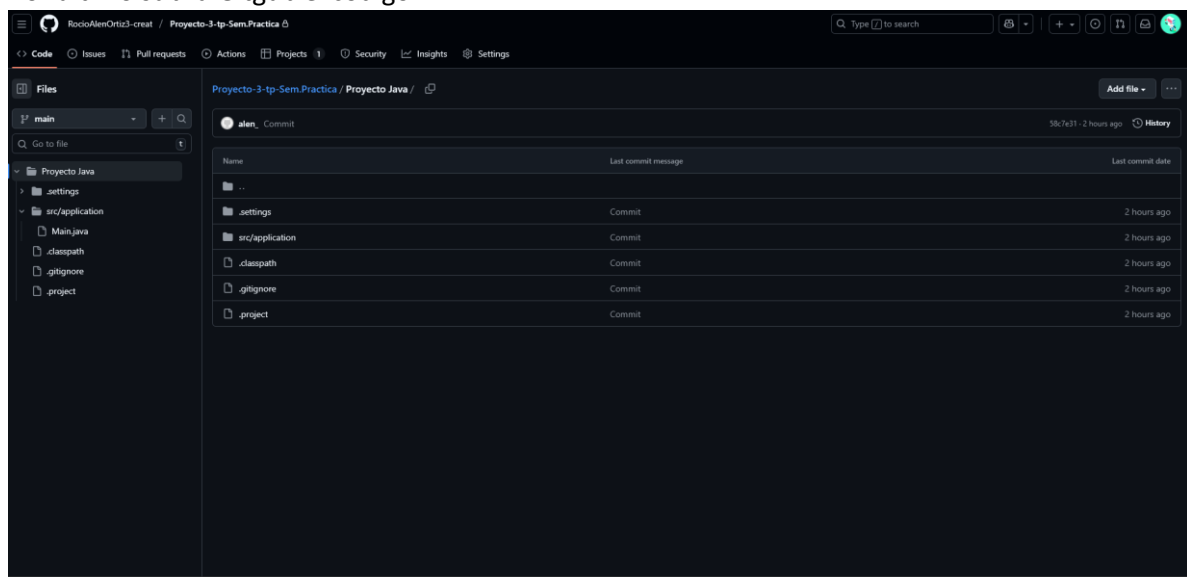 RocioAlenOrtiz3-creat / Proyecto-3-tp-Sem.Practica
Type / to search
Code Issues Pull requests Actions Projects 1 Security Insights Settings
Files
main
Go to file t
Proyecto Java
.settings
src/application
Main.java
.classpath
.gitignore
.project
Proyecto-3-tp-Sem.Practica / Proyecto Java /
Add file
alen_ Commit
58c7e31 · 2 hours ago History
Name Last commit message Last commit date
..
.settings Commit 2 hours ago
src/application Commit 2 hours ago
.classpath Commit 2 hours ago
.gitignore Commit 2 hours ago
.project Commit 2 hours ago